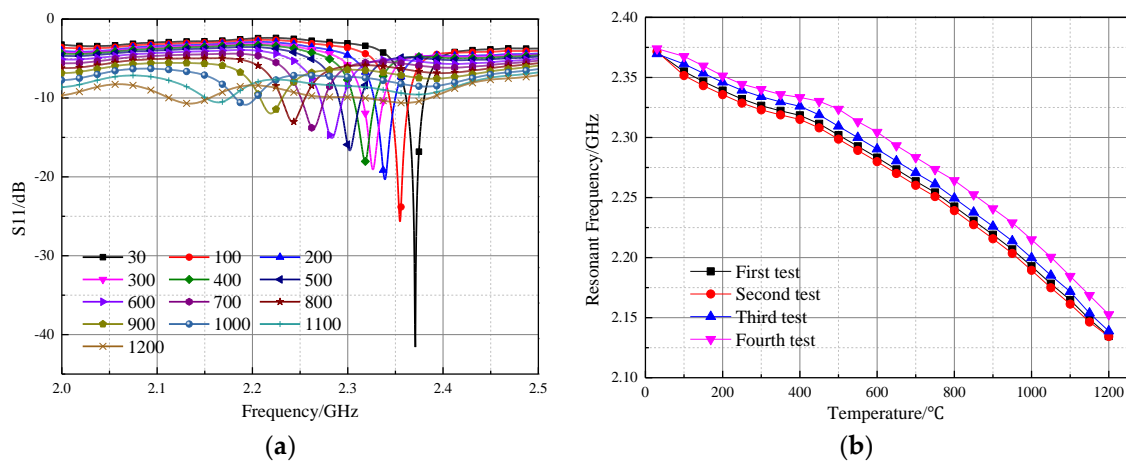 0
-10
-20
-30
-40
S11/dB
30 100 200
300 400 500
600 700 800
900 1000 1100
1200
2.0 2.1 2.2 2.3 2.4 2.5
Frequency/GHz
(a)
2.40
2.35
2.30
2.25
2.20
2.15
2.10
Resonant Frequency/GHz
First test
Second test
Third test
Fourth test
0 200 400 600 800 1000 1200
Temperature/℃
(b)